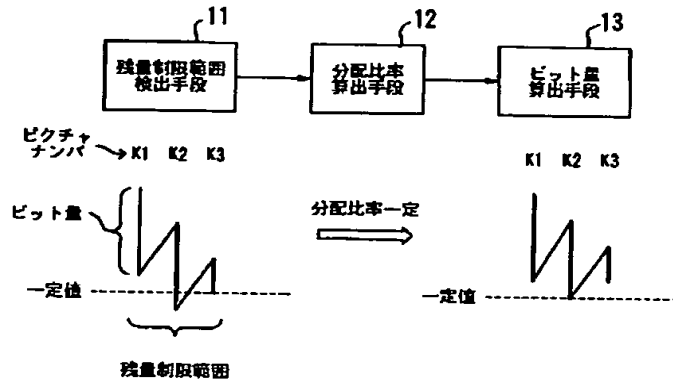 11
12
13
残量制限範囲
検出手段
分配比率
算出手段
ビット量
算出手段
ピクチャ
ナンバ
K1 K2 K3
K1 K2 K3
ビット量
分配比率一定
一定値
一定値
残量制限範囲